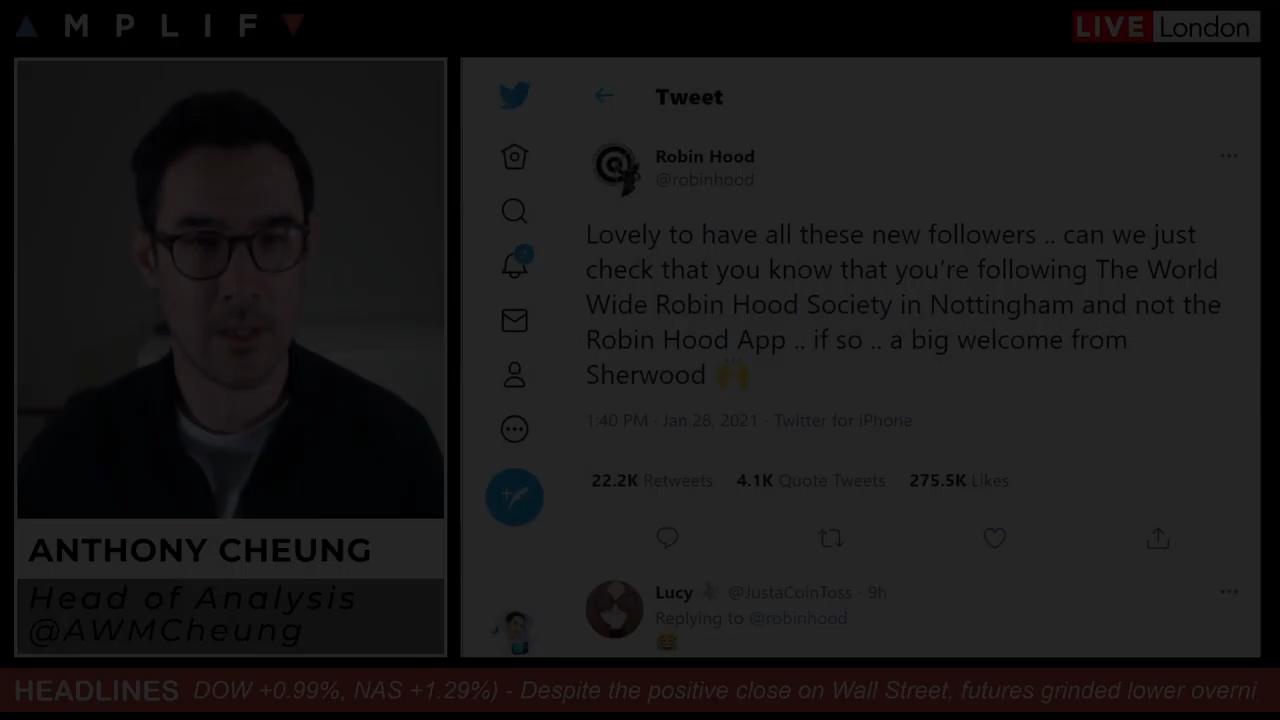 MPLIF
LIVE London
Tweet
Robin Hood
@robinhood
Lovely to have all these new followers .. can we just
check that you know that you're following The World
Wide Robin Hood Society in Nottingham and not the
Robin Hood App .. if so .. a big welcome from
Sherwood 🙌
1:40 PM · Jan 28, 2021 · Twitter for iPhone
22.2K Retweets 4.1K Quote Tweets 275.5K Likes
Lucy @JustaCoinToss · 9h
Replying to @robinhood
😂
ANTHONY CHEUNG
Head of Analysis
@AWMCheung
HEADLINES DOW +0.99%, NAS +1.29%) - Despite the positive close on Wall Street, futures grinded lower overni